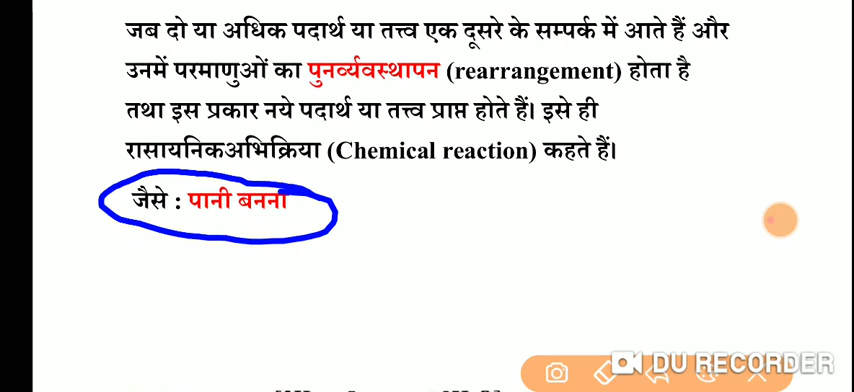 जब दो या अधिक पदार्थ या तत्त्व एक दूसरे के सम्पर्क में आते हैं और
उनमें परमाणुओं का पुनर्व्यवस्थापन (rearrangement) होता है
तथा इस प्रकार नये पदार्थ या तत्त्व प्राप्त होते हैं। इसे ही
रासायनिकअभिक्रिया (Chemical reaction) कहते हैं।
जैसे : पानी बनना
DU RECORDER